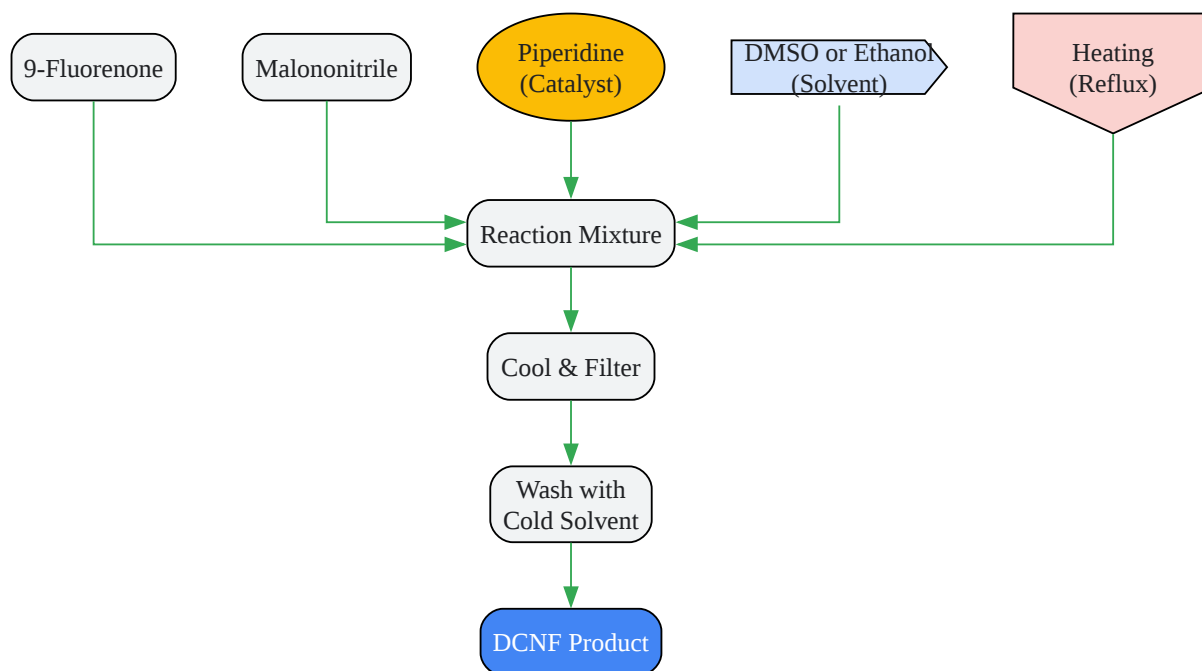 9-Fluorenone
Malononitrile
Piperidine
(Catalyst)
DMSO or Ethanol
(Solvent)
Heating
(Reflux)
Reaction Mixture
Cool & Filter
Wash with
Cold Solvent
DCNF Product